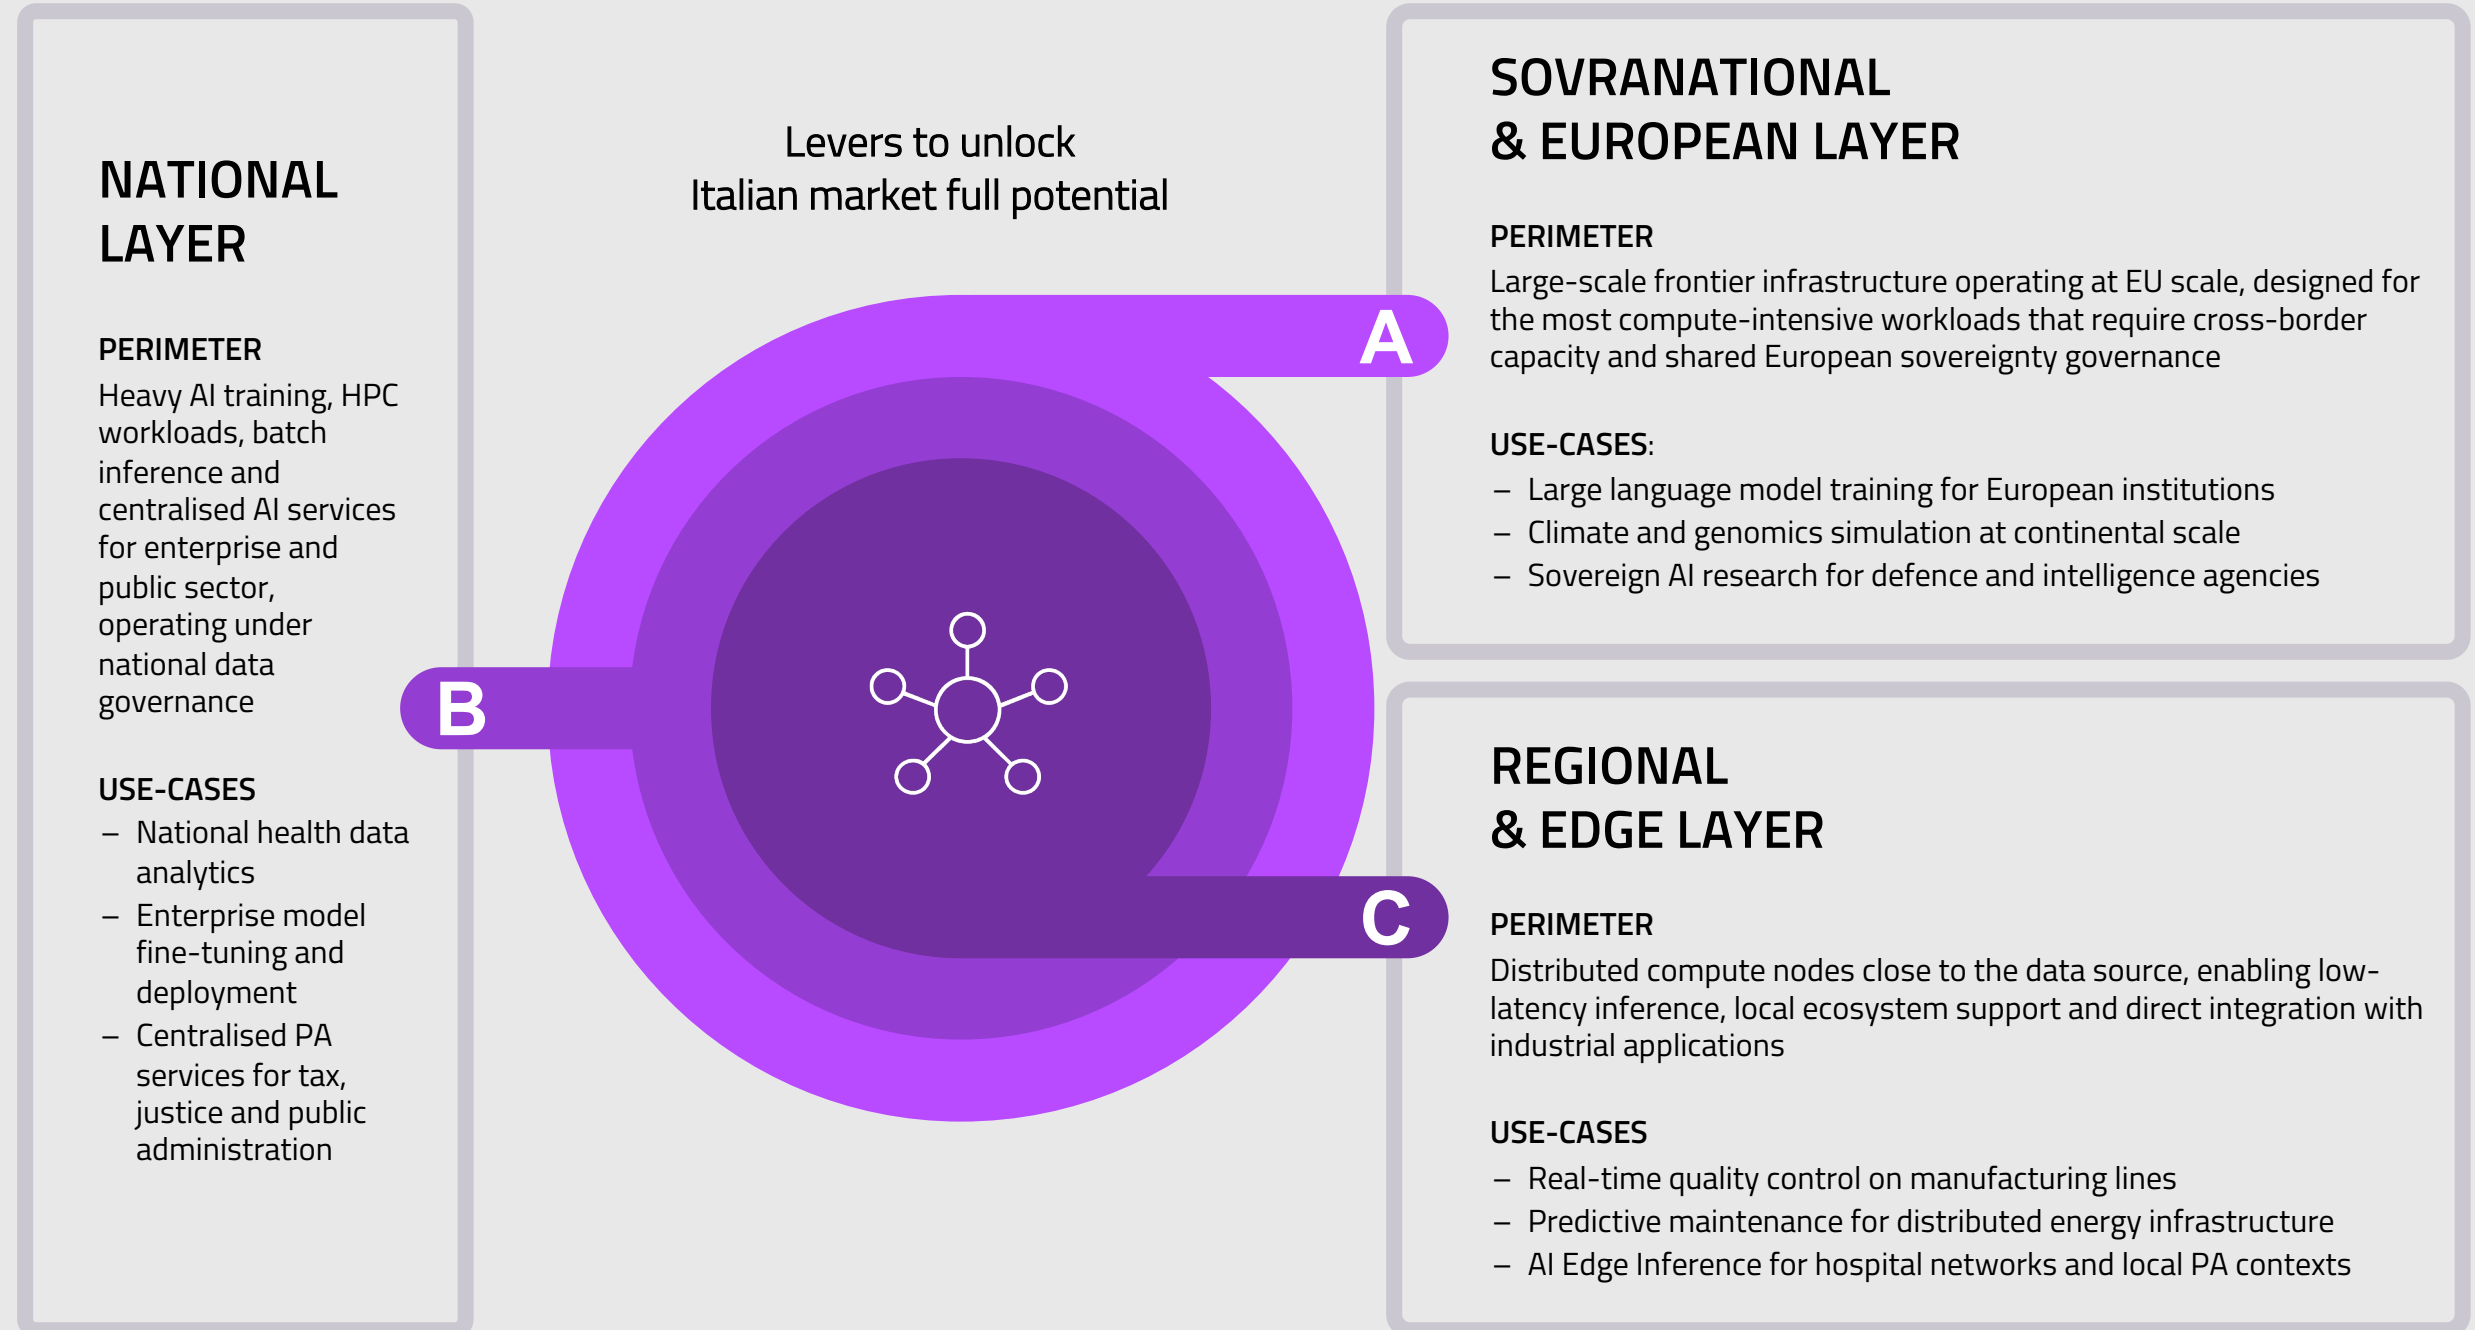 NATIONAL
LAYER
PERIMETER
Heavy AI training, HPC
workloads, batch
inference and
centralised AI services
for enterprise and
public sector,
operating under
national data
governance
USE-CASES
– National health data
analytics
– Enterprise model
fine-tuning and
deployment
– Centralised PA
services for tax,
justice and public
administration
Levers to unlock
Italian market full potential
A
B
C
SOVRANATIONAL
& EUROPEAN LAYER
PERIMETER
Large-scale frontier infrastructure operating at EU scale, designed for
the most compute-intensive workloads that require cross-border
capacity and shared European sovereignty governance
USE-CASES:
– Large language model training for European institutions
– Climate and genomics simulation at continental scale
– Sovereign AI research for defence and intelligence agencies
REGIONAL
& EDGE LAYER
PERIMETER
Distributed compute nodes close to the data source, enabling low-
latency inference, local ecosystem support and direct integration with
industrial applications
USE-CASES
– Real-time quality control on manufacturing lines
– Predictive maintenance for distributed energy infrastructure
– AI Edge Inference for hospital networks and local PA contexts